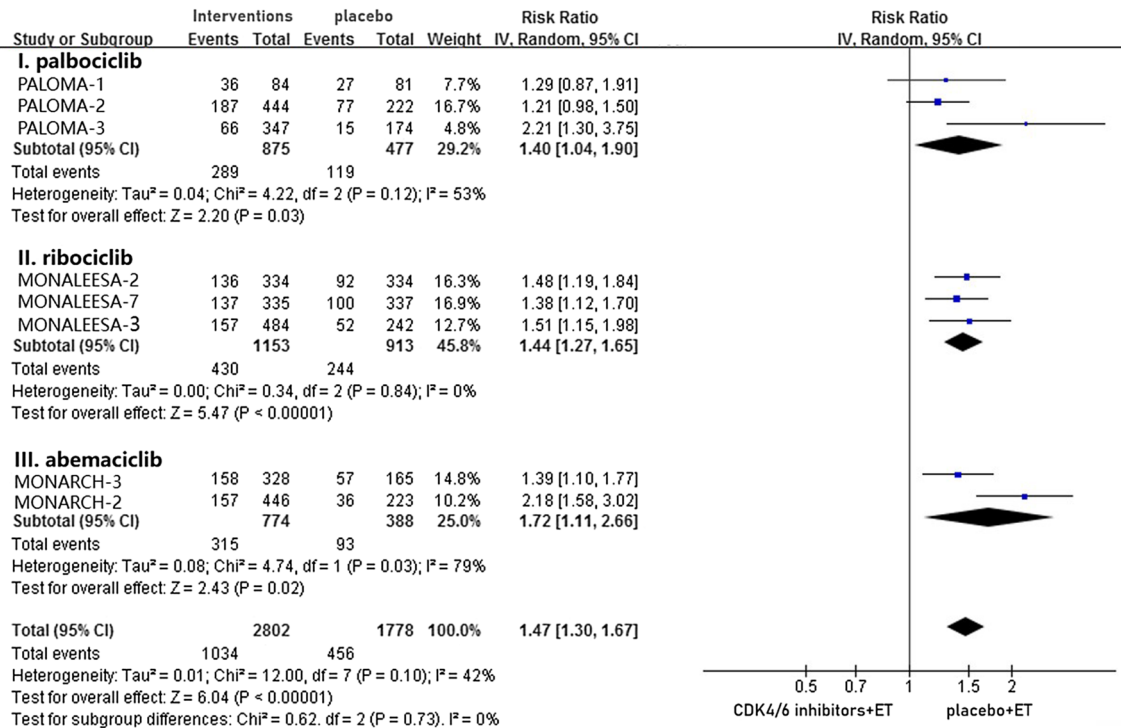 Interventions placebo Risk Ratio Risk Ratio
Study or Subgroup Events Total Events Total Weight IV, Random, 95% CI IV, Random, 95% CI
I. palbociclib
PALOMA-1 36 84 27 81 7.7% 1.29 [0.87, 1.91]
PALOMA-2 187 444 77 222 16.7% 1.21 [0.98, 1.50]
PALOMA-3 66 347 15 174 4.8% 2.21 [1.30, 3.75]
Subtotal (95% CI) 875 477 29.2% 1.40 [1.04, 1.90]
Total events 289 119
Heterogeneity: Tau² = 0.04; Chi² = 4.22, df = 2 (P = 0.12); I² = 53%
Test for overall effect: Z = 2.20 (P = 0.03)
II. ribociclib
MONALEESA-2 136 334 92 334 16.3% 1.48 [1.19, 1.84]
MONALEESA-7 137 335 100 337 16.9% 1.38 [1.12, 1.70]
MONALEESA-3 157 484 52 242 12.7% 1.51 [1.15, 1.98]
Subtotal (95% CI) 1153 913 45.8% 1.44 [1.27, 1.65]
Total events 430 244
Heterogeneity: Tau² = 0.00; Chi² = 0.34, df = 2 (P = 0.84); I² = 0%
Test for overall effect: Z = 5.47 (P < 0.00001)
III. abemaciclib
MONARCH-3 158 328 57 165 14.8% 1.39 [1.10, 1.77]
MONARCH-2 157 446 36 223 10.2% 2.18 [1.58, 3.02]
Subtotal (95% CI) 774 388 25.0% 1.72 [1.11, 2.66]
Total events 315 93
Heterogeneity: Tau² = 0.08; Chi² = 4.74, df = 1 (P = 0.03); I² = 79%
Test for overall effect: Z = 2.43 (P = 0.02)
Total (95% CI) 2802 1778 100.0% 1.47 [1.30, 1.67]
Total events 1034 456
Heterogeneity: Tau² = 0.01; Chi² = 12.00, df = 7 (P = 0.10); I² = 42%
Test for overall effect: Z = 6.04 (P < 0.00001)
Test for subgroup differences: Chi² = 0.62. df = 2 (P = 0.73). I² = 0%
0.5 0.7 1 1.5 2
CDK4/6 inhibitors+ET placebo+ET